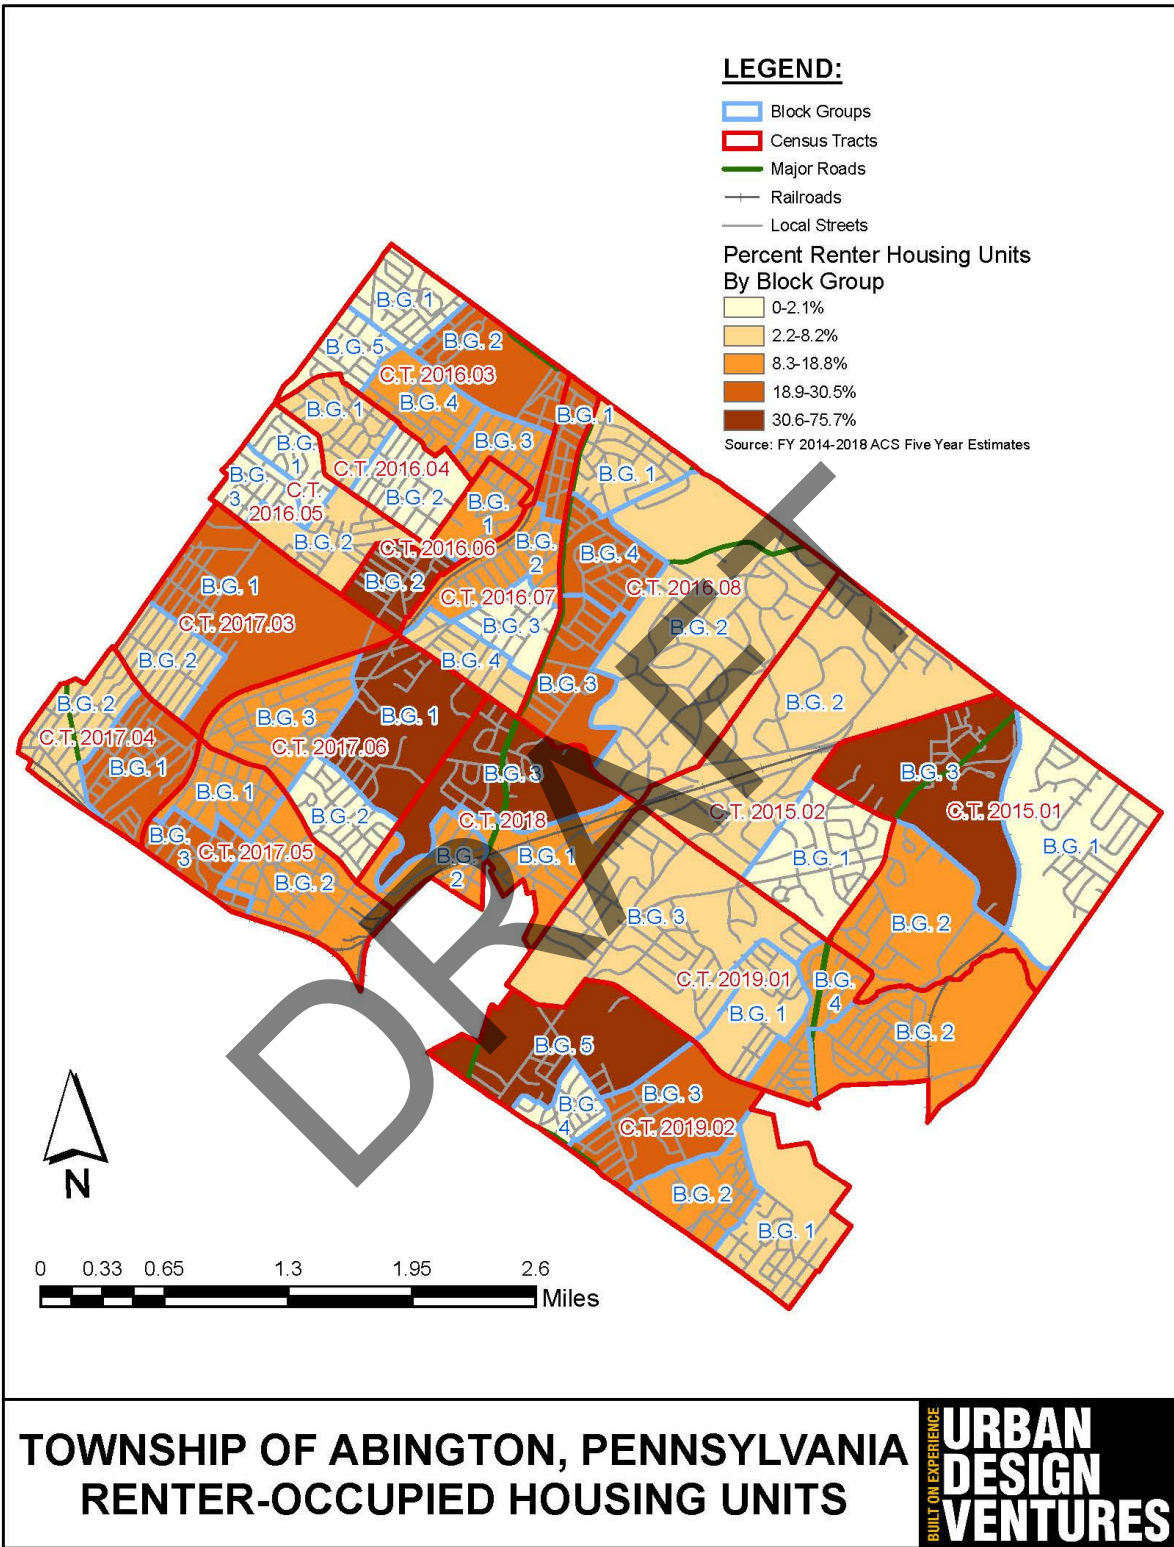 LEGEND:
Block Groups
Census Tracts
Major Roads
Railroads
Local Streets
Percent Renter Housing Units
By Block Group
0-2.1%
2.2-8.2%
8.3-18.8%
18.9-30.5%
30.6-75.7%
Source: FY 2014-2018 ACS Five Year Estimates
B.G. 1
B.G. 2
B.G. 5
C.T. 2016.03
B.G. 1
B.G. 4
B.G. 1
B.G. 3
B.G.
1
C.T. 2016.04
B.G. 1
B.G.
3
C.T.
2016.05
B.G. 2
B.G.
1
B.G. 2
C.T. 2016.06
B.G.
2
B.G. 4
B.G. 1
B.G. 2
C.T. 2016.07
C.T. 2016.08
C.T. 2017.03
B.G. 3
B.G. 2
B.G. 2
B.G. 4
B.G. 3
B.G. 2
B.G. 2
B.G. 3
B.G. 1
C.T. 2017.04
C.T. 2017.06
B.G. 1
B.G. 3
B.G. 3
B.G. 1
C.T. 2015.02
C.T. 2015.01
B.G. 2
C.T. 2018
B.G.
3
C.T. 2017.05
B.G. 1
B.G. 1
B.G. 1
B.G.
2
B.G. 2
B.G. 3
B.G. 2
C.T. 2019.01
B.G.
4
B.G. 1
B.G. 2
B.G. 5
B.G. 3
B.G.
4
C.T. 2019.02
B.G. 2
B.G. 1
DRAFT
N
0 0.33 0.65 1.3 1.95 2.6
Miles
TOWNSHIP OF ABINGTON, PENNSYLVANIA
RENTER-OCCUPIED HOUSING UNITS
BUILT ON EXPERIENCE
URBAN
DESIGN
VENTURES